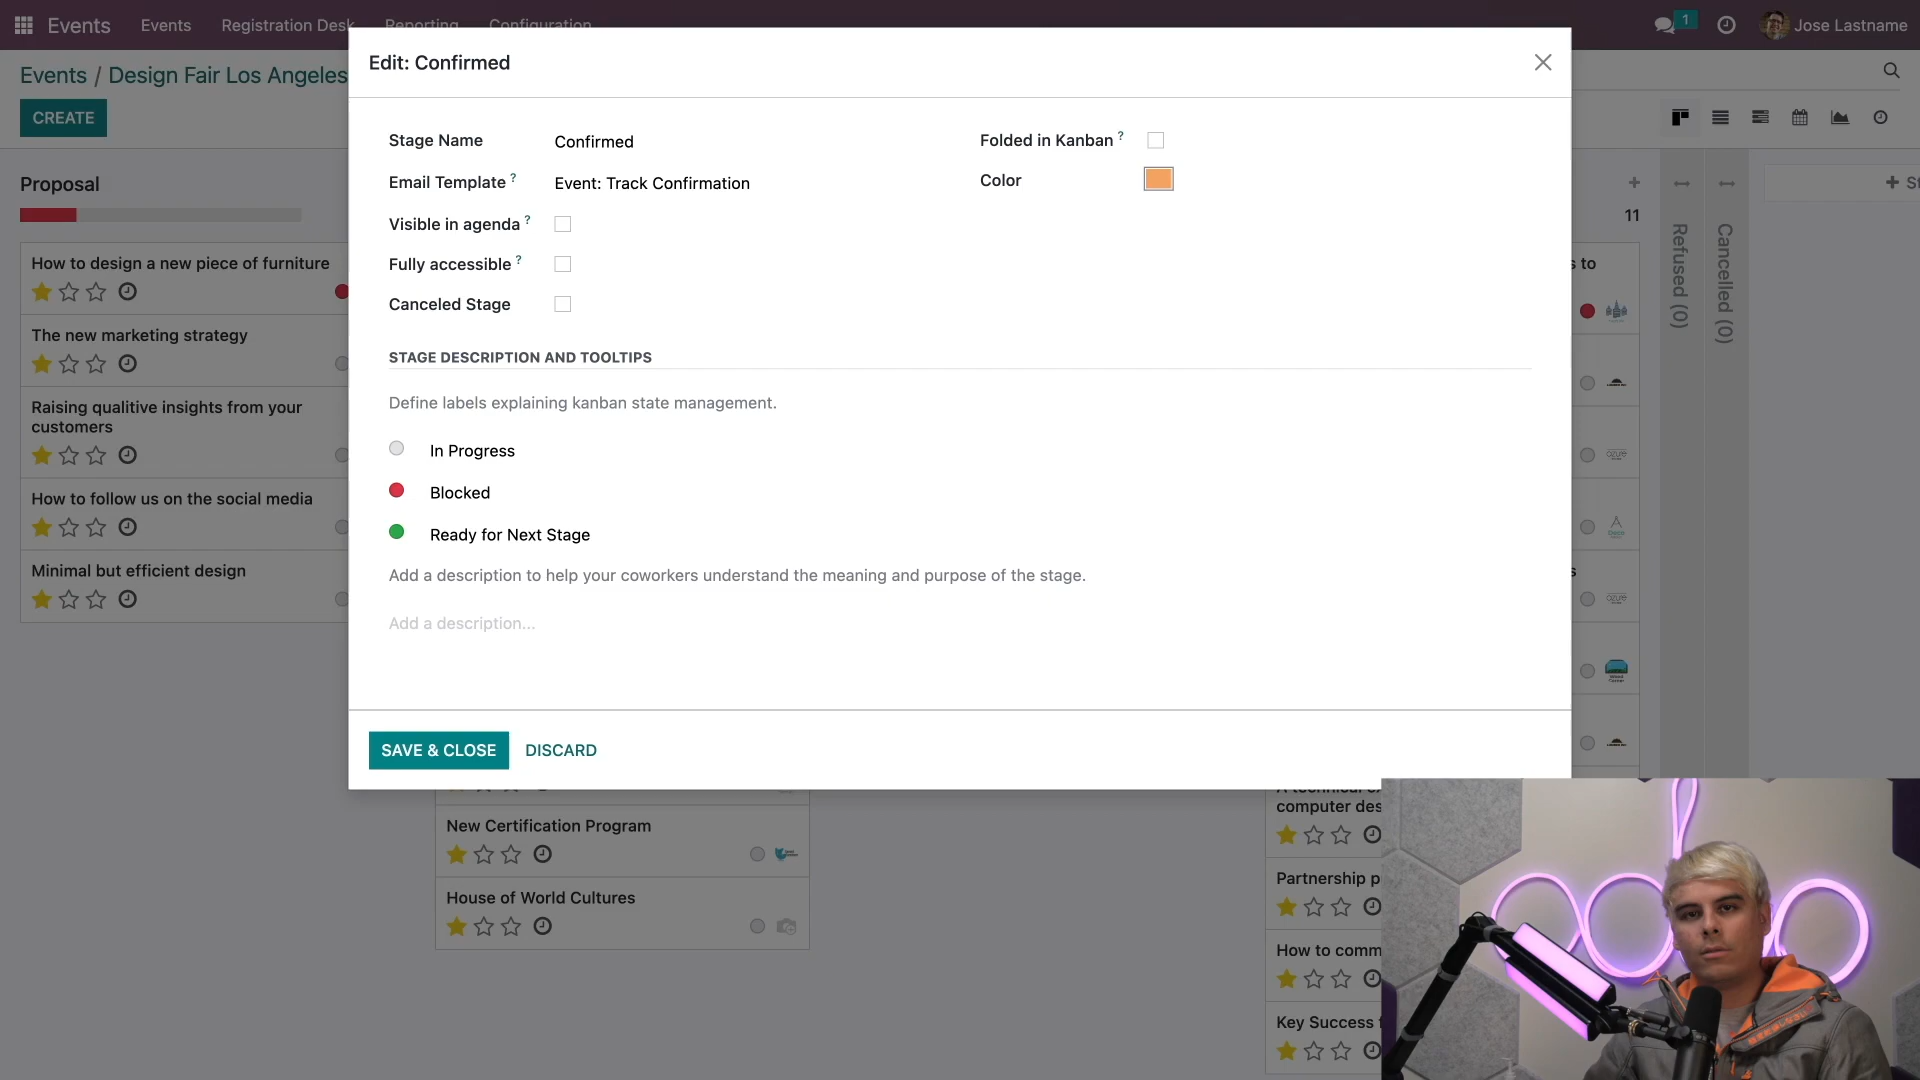 Events
Events
Registration Desk
Reporting
Configuration
1
Jose Lastname
Events / Design Fair Los Angeles
CREATE
Edit: Confirmed
Stage Name
Confirmed
Email Template ?
Event: Track Confirmation
Visible in agenda ?
Fully accessible ?
Canceled Stage
Folded in Kanban ?
Color
STAGE DESCRIPTION AND TOOLTIPS
Define labels explaining kanban state management.
In Progress
Blocked
Ready for Next Stage
Add a description to help your coworkers understand the meaning and purpose of the stage.
Add a description...
SAVE & CLOSE
DISCARD
Proposal
How to design a new piece of furniture
The new marketing strategy
Raising qualitive insights from your
customers
How to follow us on the social media
Minimal but efficient design
New Certification Program
House of World Cultures
11
s to
s
computer des
Partnership p
How to comm
Key Success f
Refused (0)
Cancelled (0)
+ St
odoo